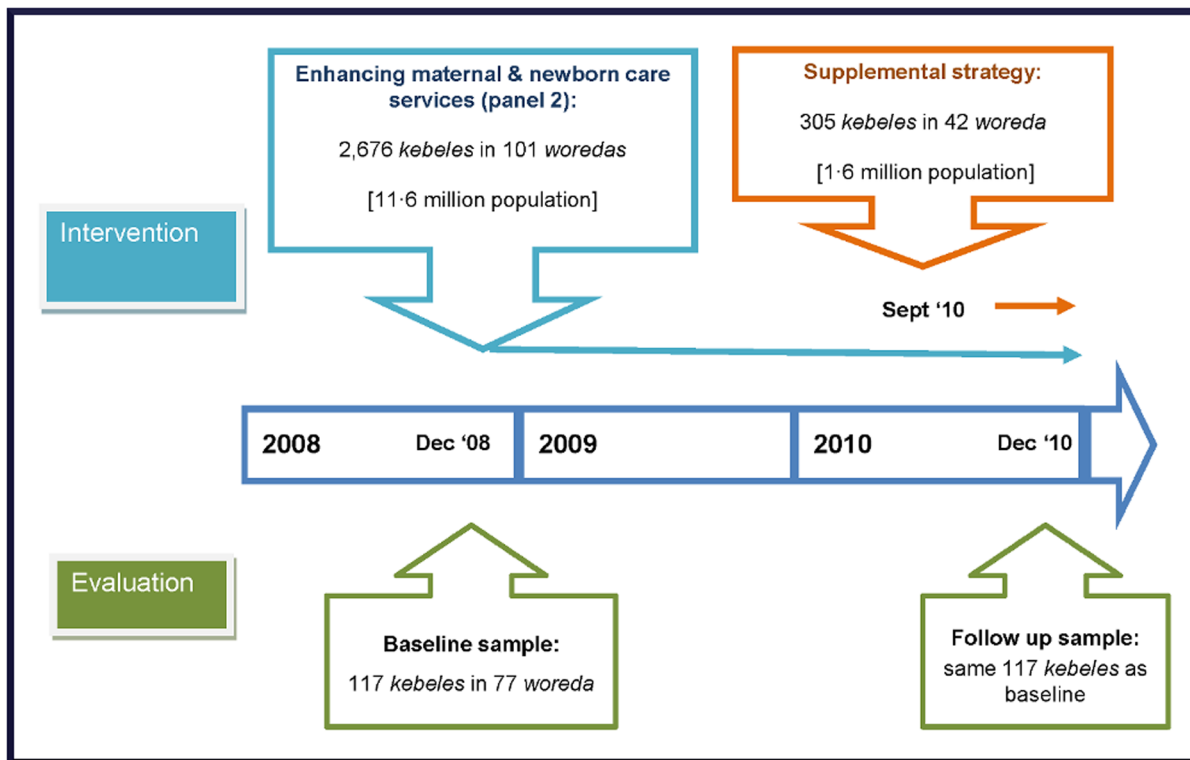 Enhancing maternal & newborn care
services (panel 2):
2,676 kebeles in 101 woredas
[11·6 million population]
Supplemental strategy:
305 kebeles in 42 woreda
[1·6 million population]
Intervention
Sept ‘10
2008
Dec ‘08
2009
2010
Dec ‘10
Evaluation
Baseline sample:
117 kebeles in 77 woreda
Follow up sample:
same 117 kebeles as
baseline